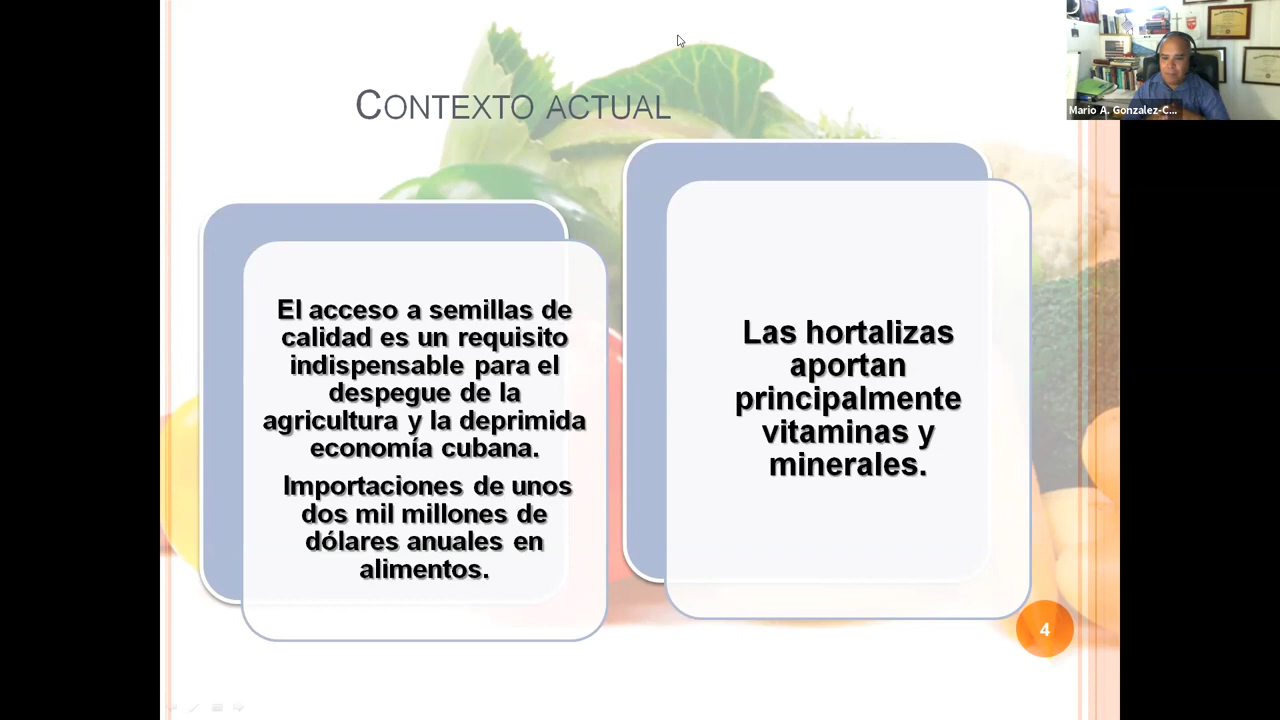 CONTEXTO ACTUAL
El acceso a semillas de
calidad es un requisito
indispensable para el
despegue de la
agricultura y la deprimida
economía cubana.
Importaciones de unos
dos mil millones de
dólares anuales en
alimentos.
Las hortalizas
aportan
principalmente
vitaminas y
minerales.
4
Mario A. Gonzalez-C...